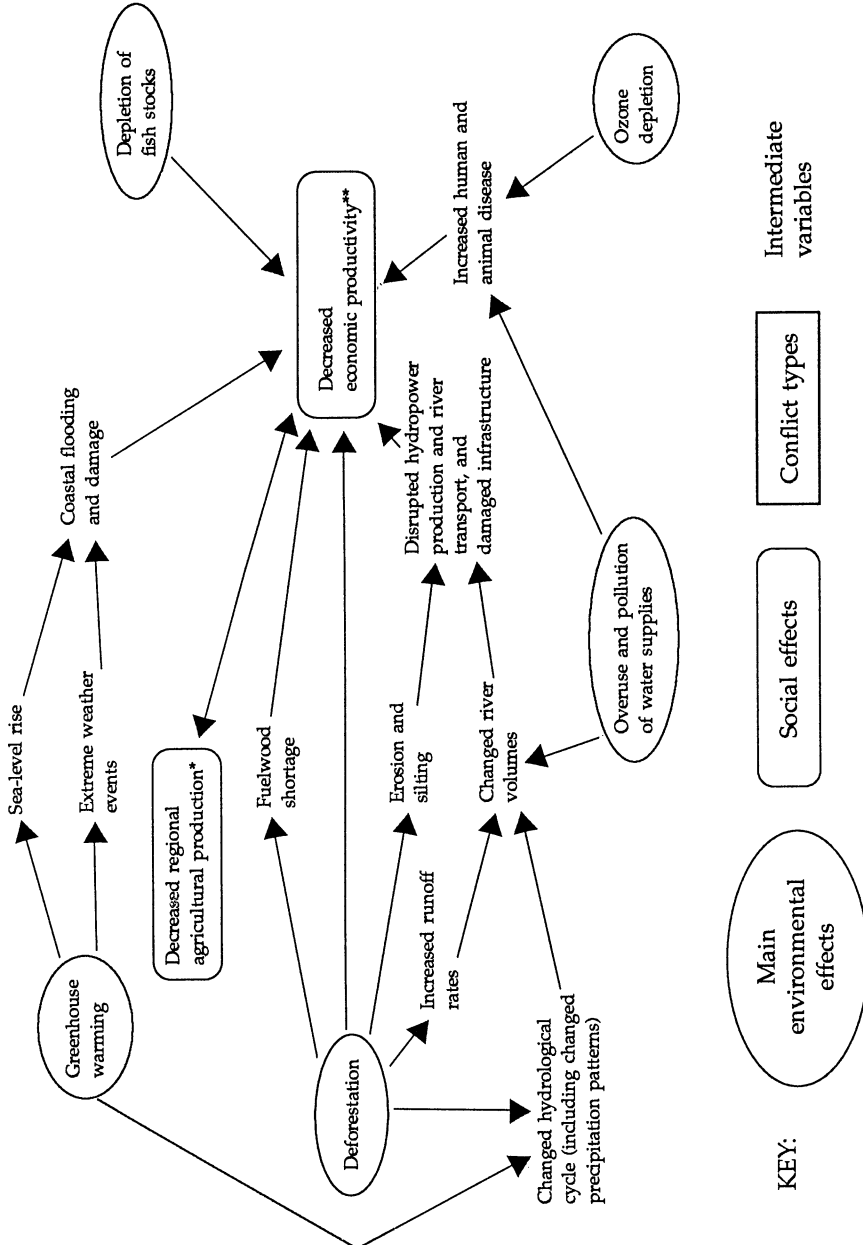 Greenhouse
warming
Sea-level rise
Extreme weather
events
Coastal flooding
and damage
Depletion of
fish stocks
Decreased regional
agricultural production*
Fuelwood
shortage
Decreased
economic productivity**
Deforestation
Erosion and
silting
Increased runoff
rates
Changed river
volumes
Changed hydrological
cycle (including changed
precipitation patterns)
Disrupted hydropower
production and river
transport, and
damaged infrastructure
Increased human and
animal disease
Overuse and pollution
of water supplies
Ozone
depletion
KEY:
Main
environmental
effects
Social effects
Conflict types
Intermediate
variables